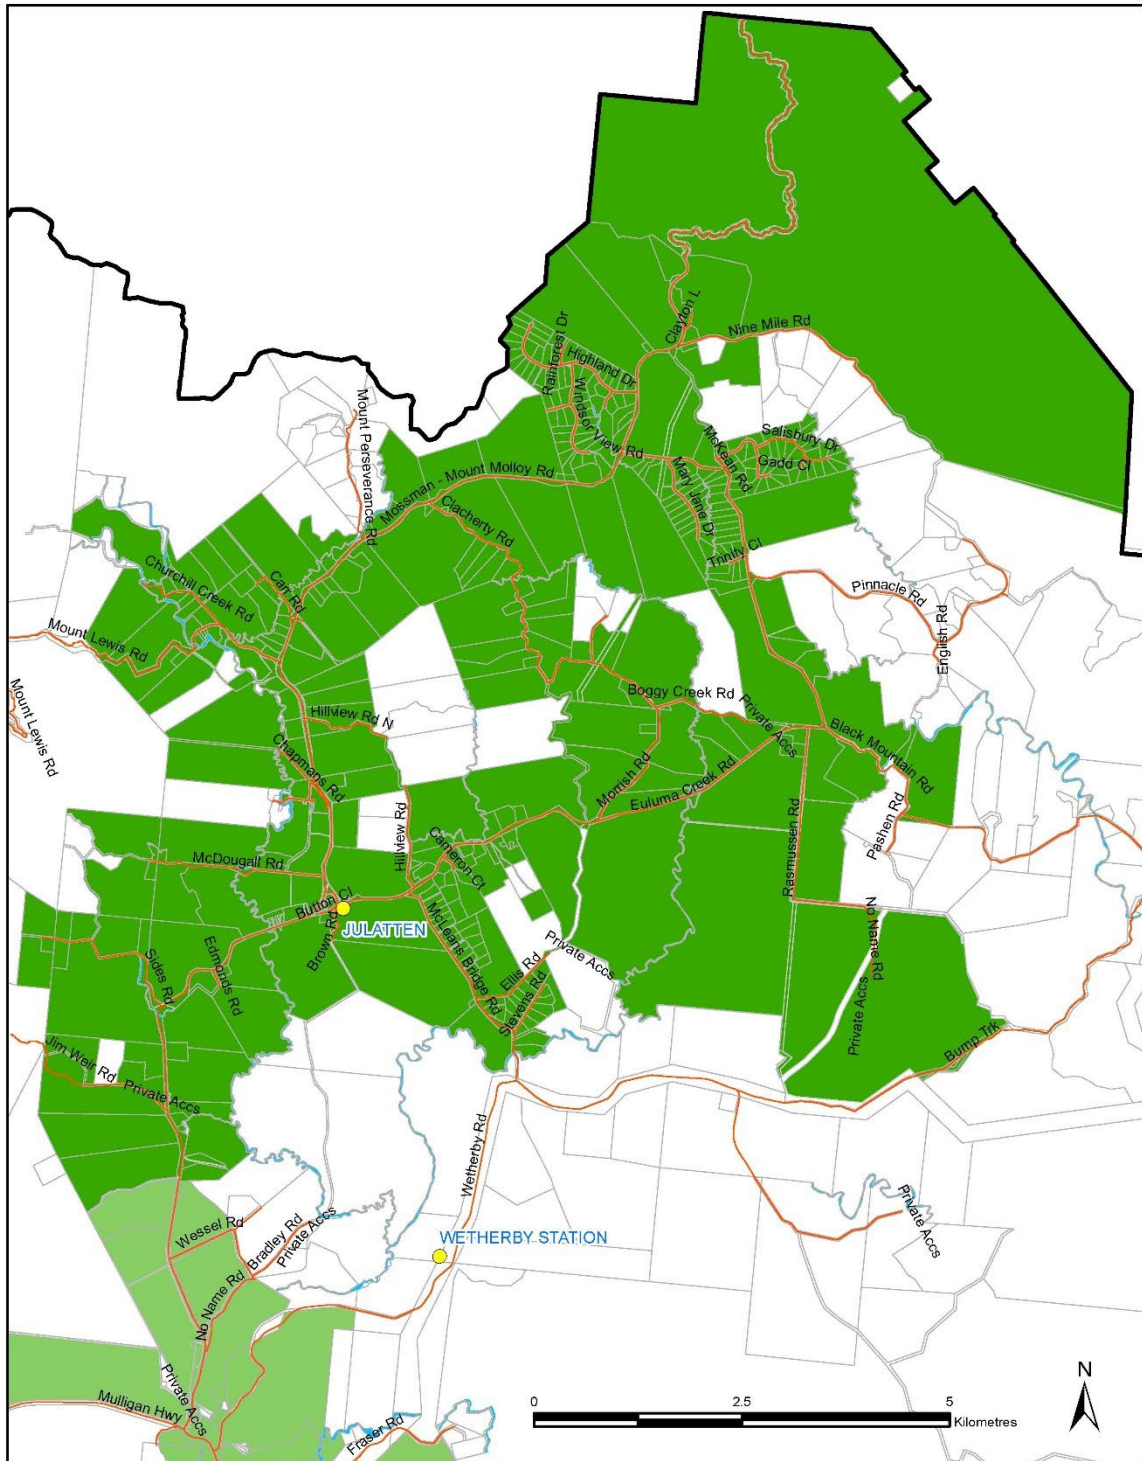 Clayton L
Nine Mile Rd
Rainforest Dr
Highland Dr
Windsor View Rd
Mount Perseverance Rd
McKean Rd
Salisbury Dr
Gadd Cl
Mary Jane Dr
Mossman - Mount Molloy Rd
Clacherty Rd
Trinity Cl
Churchill Creek Rd
Carr Rd
Pinnacle Rd
English Rd
Mount Lewis Rd
Mount Lewis Rd
Hillview Rd N
Boggy Creek Rd
Private Accs
Black Mountain Rd
Chapmans Rd
Morrish Rd
Euluma Creek Rd
Hillview Rd
Pashen Rd
Rasmussen Rd
Cameron Ct
McDougall Rd
Button Cl
JULATTEN
Brown Rd
McLeans Bridge Rd
No Name Rd
Edmonds Rd
Sides Rd
Ellis Rd
Private Accs
Stevens Rd
Private Accs
Bump Trk
Jim Weir Rd
Private Accs
Wetherby Rd
Wessel Rd
Bradley Rd
Private Accs
Private Accs
WETHERBY STATION
No Name Rd
Private Accs
Mulligan Hwy
Fraser Rd
N
0 2.5 5
Kilometres